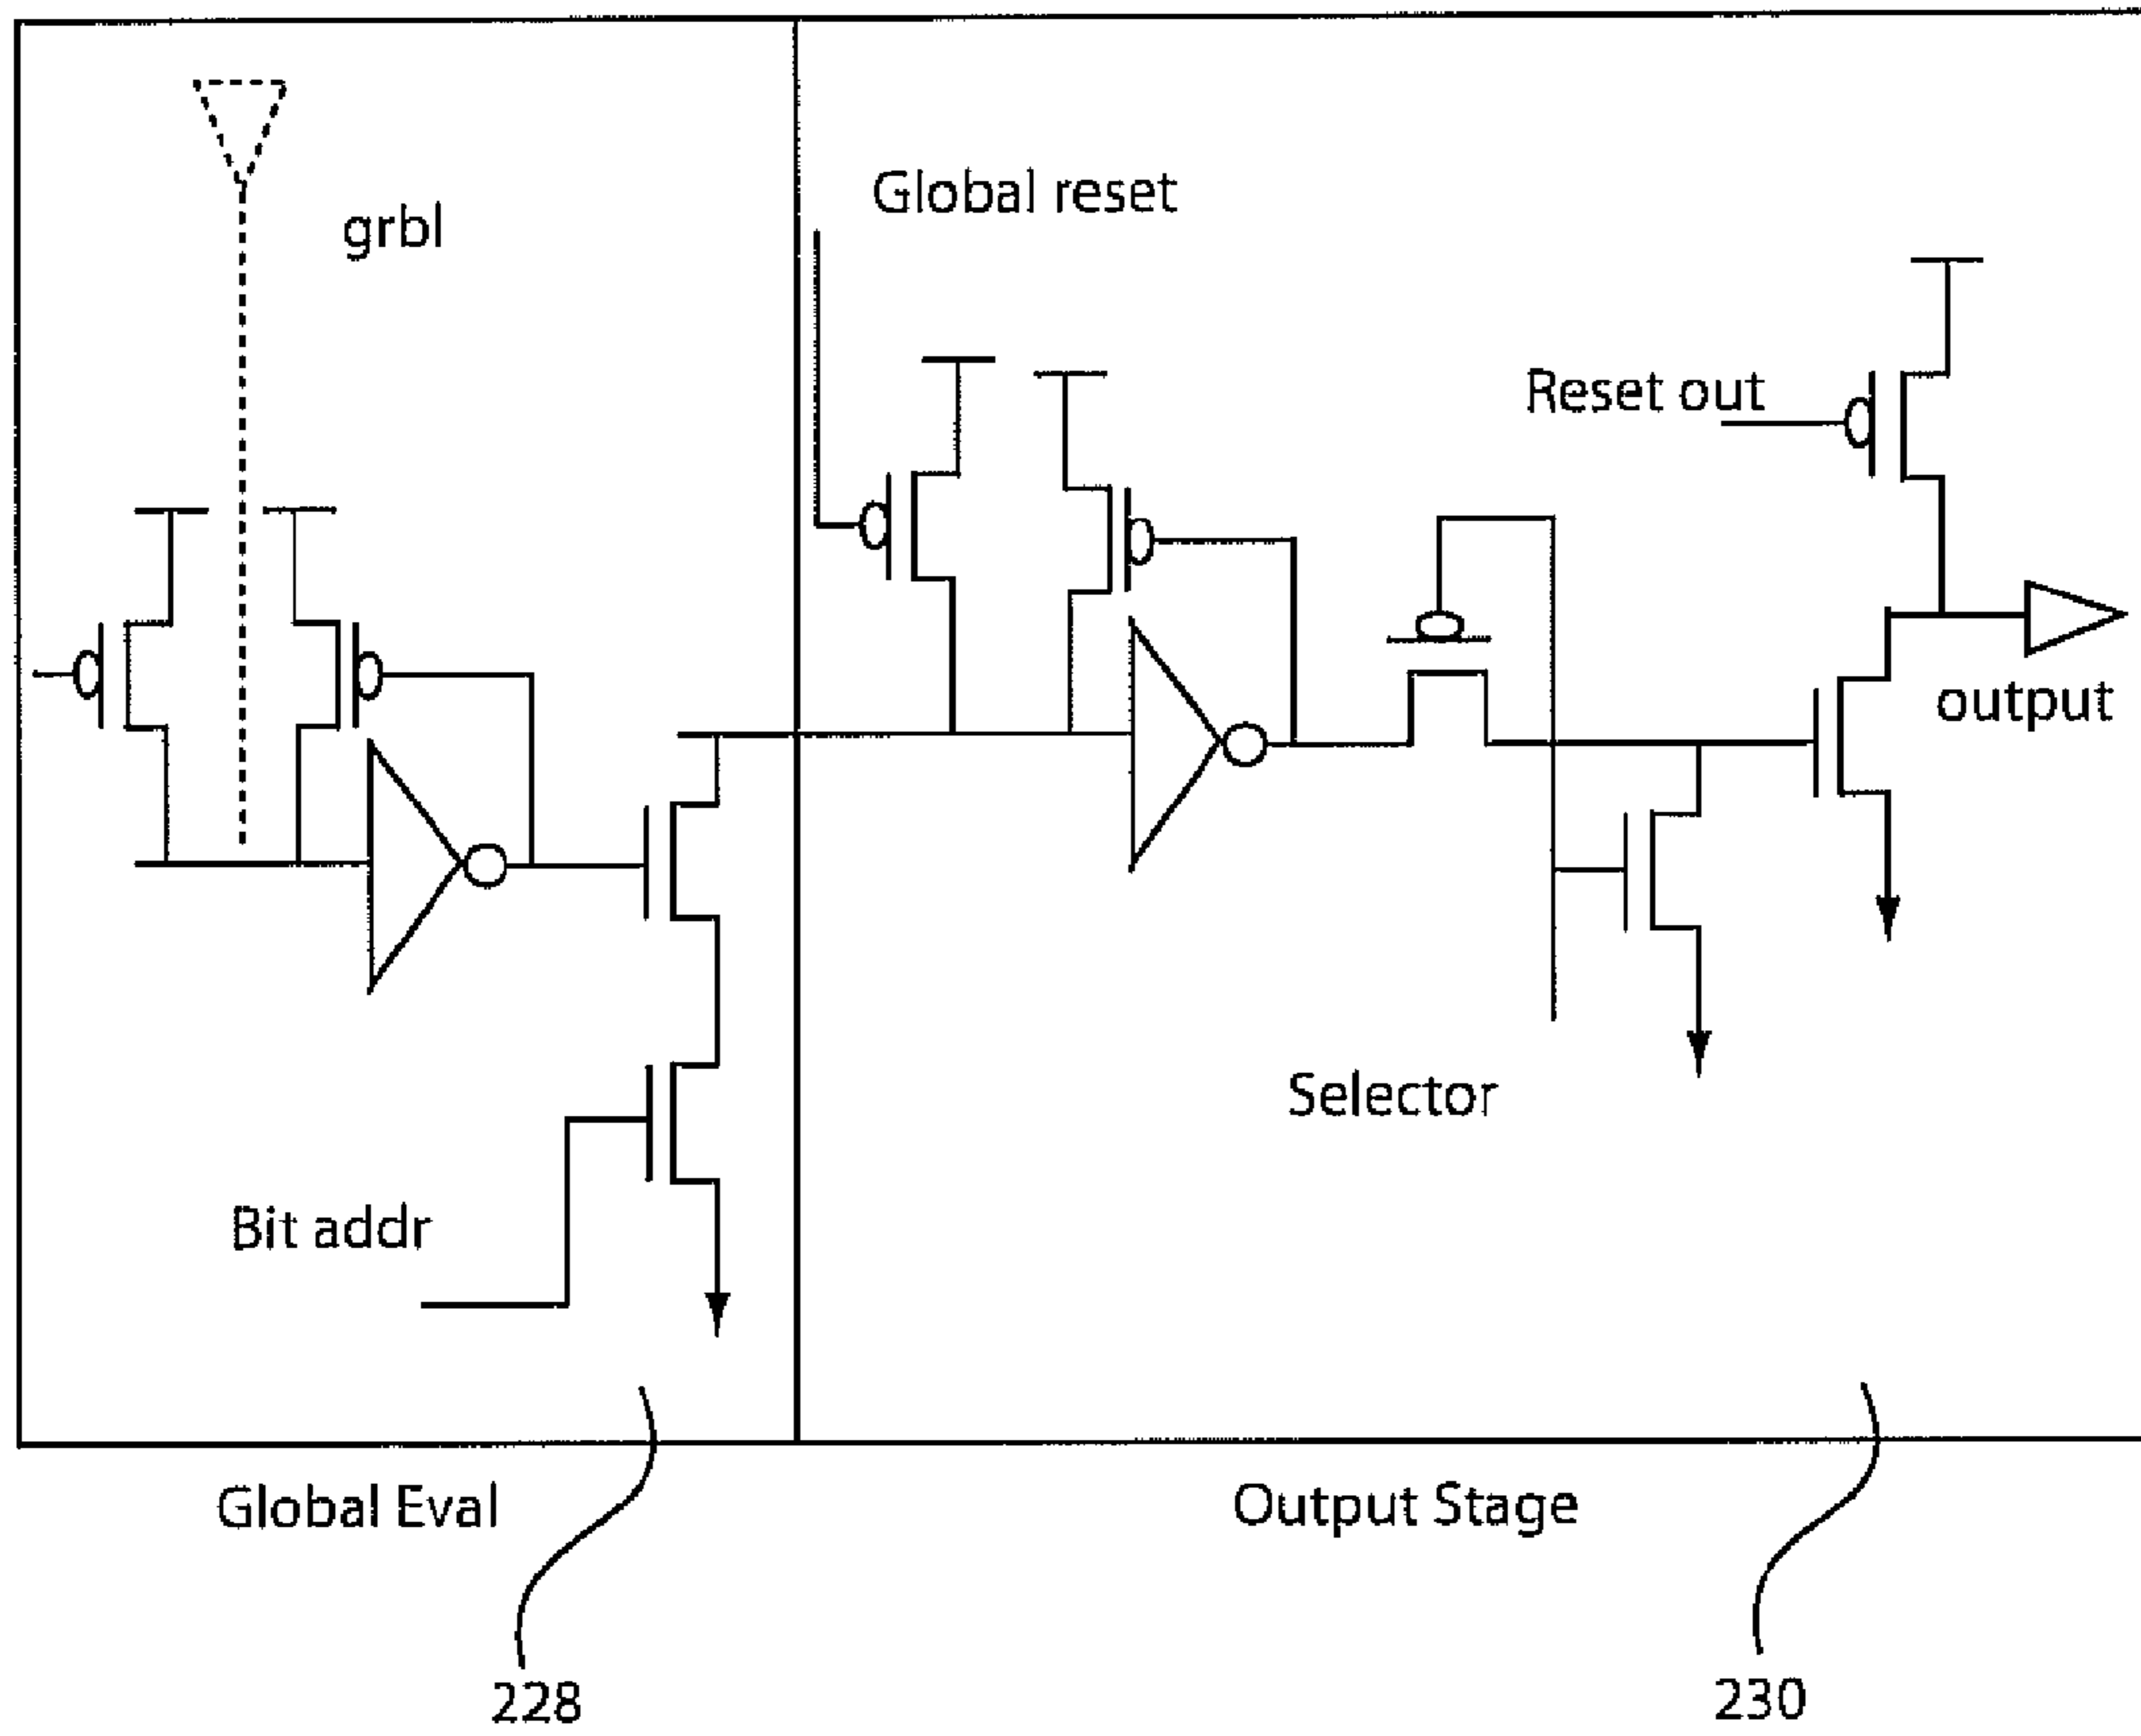 grbl
Global reset
Reset out
output
Selector
Bit addr
Global Eval
Output Stage
228
230